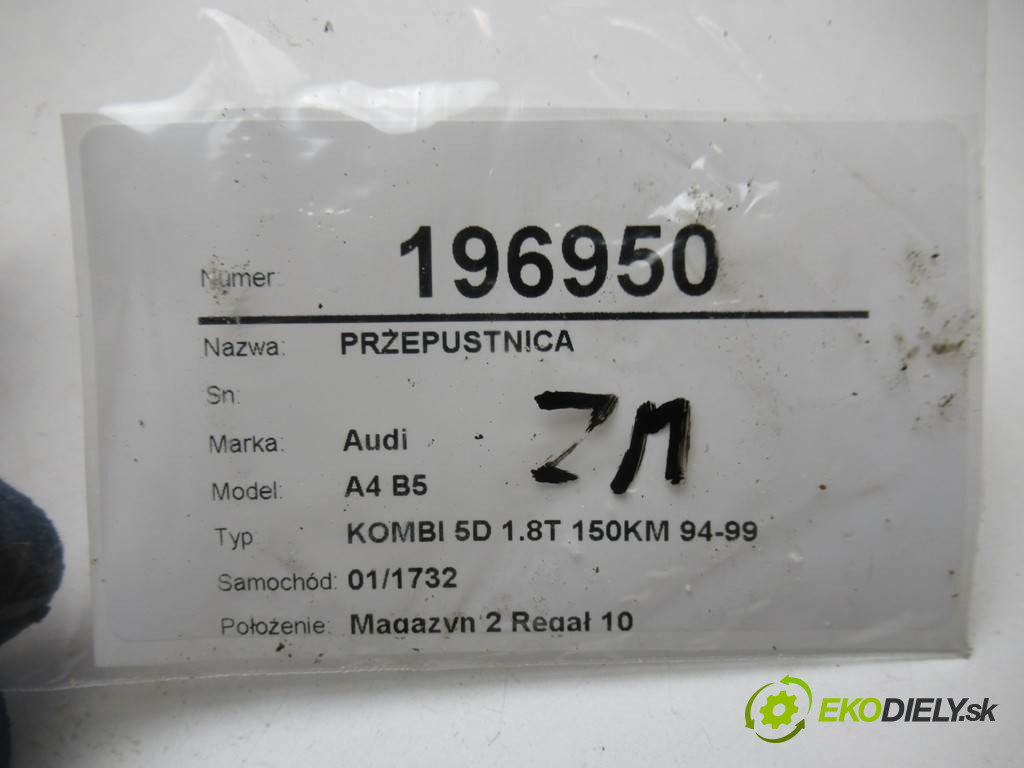 Numer 196950
Nazwa: PRZEPUSTNICA
Sn:
ZM
Marka: Audi
Model: A4 B5
Typ KOMBI 5D 1.8T 150KM 94-99
Samochód: 01/1732
Położenie: Magazyn 2 Regał 10
EKODIELY.sk